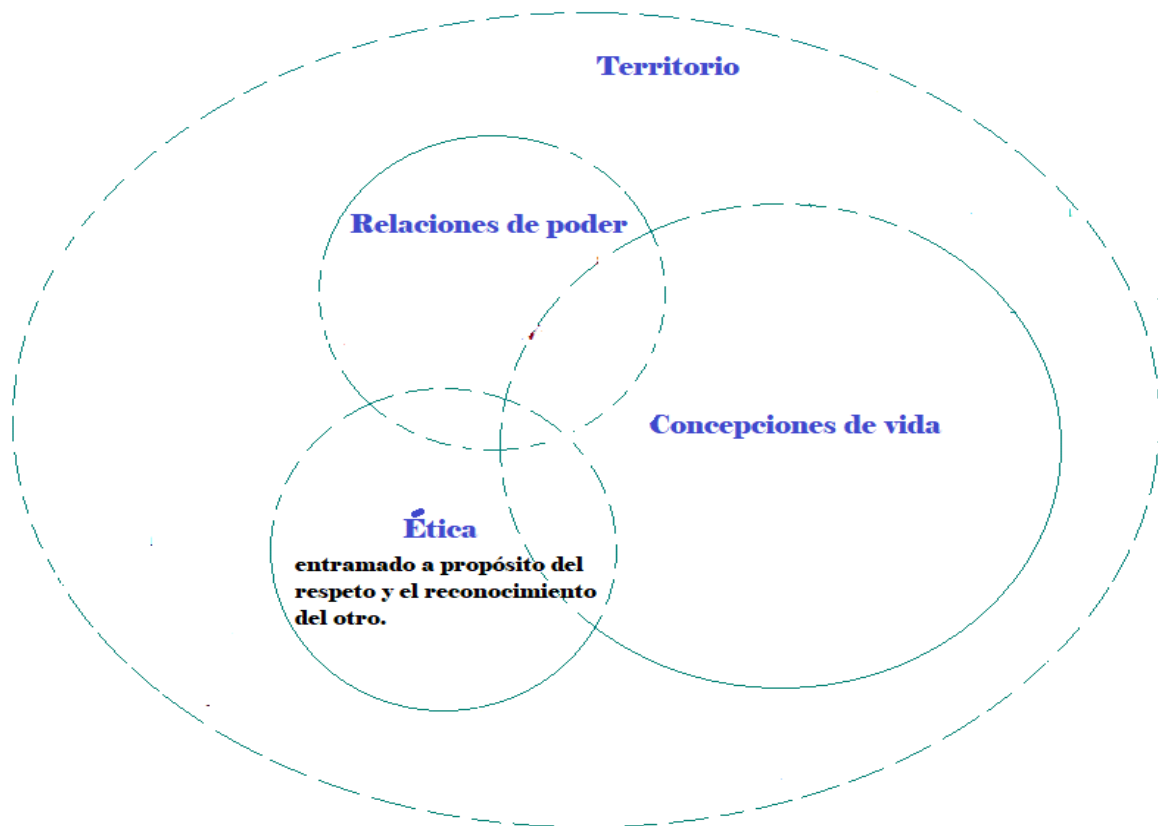 Territorio
Relaciones de poder
Concepciones de vida
Ética
entramado a propósito del
respeto y el reconocimiento
del otro.